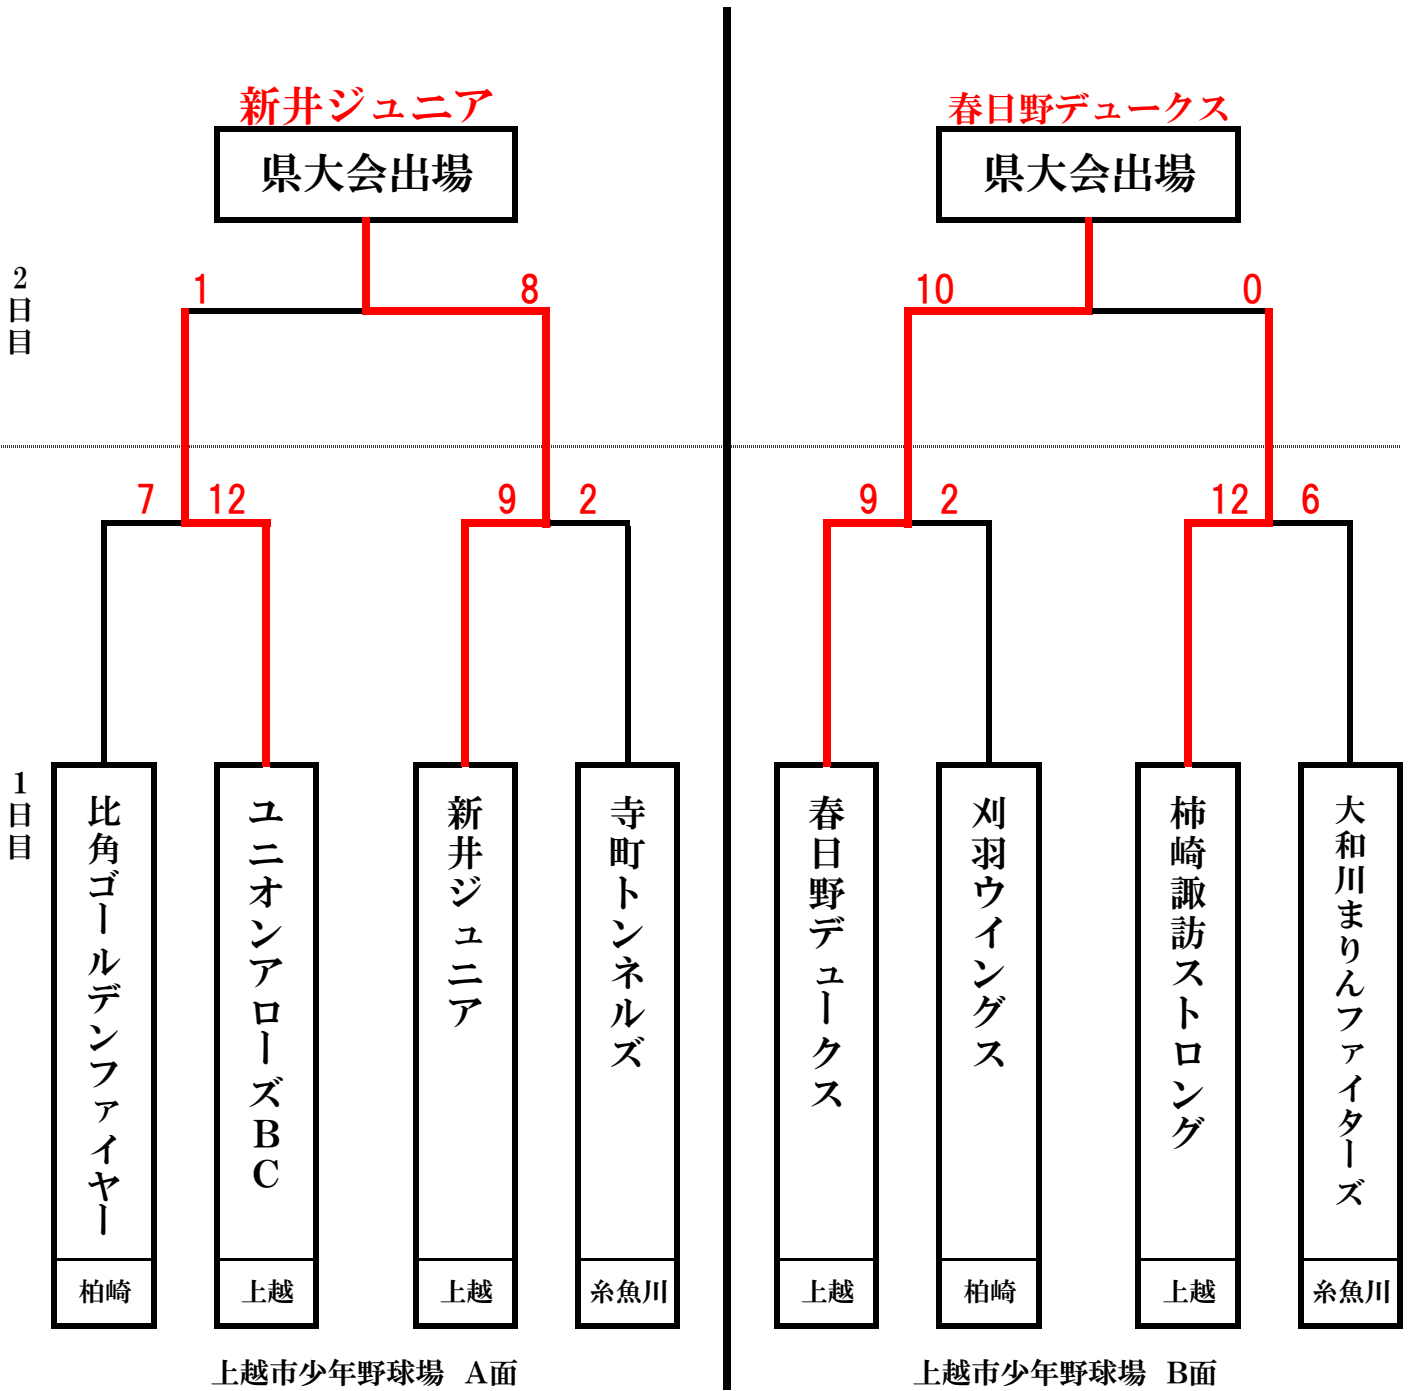 新井ジュニア
春日野デュークス
県大会出場
県大会出場
2日目
1
8
10
0
7
12
9
2
9
2
12
6
1日目
比角ゴールデンファイヤー
ユニオンアローズBC
新井ジュニア
寺町トンネルズ
春日野デュークス
刈羽ウイングス
柿崎諏訪ストロング
大和川まりんファイターズ
柏崎
上越
上越
糸魚川
上越
柏崎
上越
糸魚川
上越市少年野球場 A面
上越市少年野球場 B面